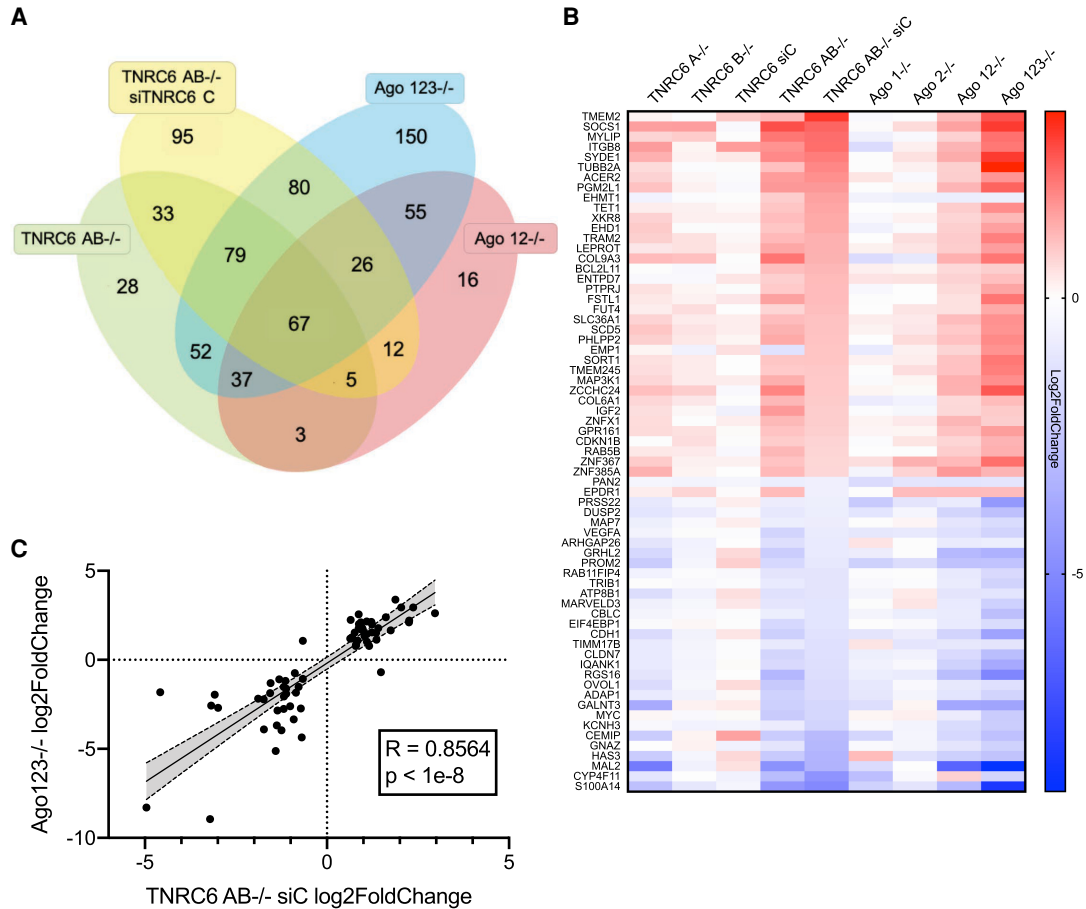 A
TNRC6 AB-/-
siTNRC6 C
Ago 123-/-
TNRC6 AB-/-
Ago 12-/-
95
150
80
33
55
79
26
28
16
67
52
12
37
5
3
B
TNRC6 A-/-
TNRC6 B-/-
TNRC6 siC
TNRC6 AB-/-
TNRC6 AB-/- siC
Ago 1-/-
Ago 2-/-
Ago 12-/-
Ago 123-/-
TMEM2
SOCS1
MYLIP
ITGB8
SYDE1
TUBB2A
ACER2
PGM2L1
EHMT1
TET1
XKR8
EHD1
TRAM2
LEPROT
COL9A3
BCL2L11
ENTPD7
PTPRJ
FSTL1
FUT4
SLC36A1
SCD5
PHLPP2
EMP1
SORT1
TMEM245
MAP3K1
ZCCHC24
COL6A1
IGF2
ZNFX1
GPR161
CDKN1B
RAB5B
ZNF367
ZNF385A
PAN2
EPDR1
PRSS22
DUSP2
MAP7
VEGFA
ARHGAP26
GRHL2
PROM2
RAB11FIP4
TRIB1
ATP8B1
MARVELD3
CBLC
EIF4EBP1
CDH1
TIMM17B
CLDN7
IQANK1
RGS16
OVOL1
ADAP1
GALNT3
MYC
KCNH3
CEMIP
GNAZ
HAS3
MAL2
CYP4F11
S100A14
0
-5
Log2FoldChange
C
5
0
-5
-10
Ago123-/- log2FoldChange
R = 0.8564
p < 1e-8
-5
0
5
TNRC6 AB-/- siC log2FoldChange